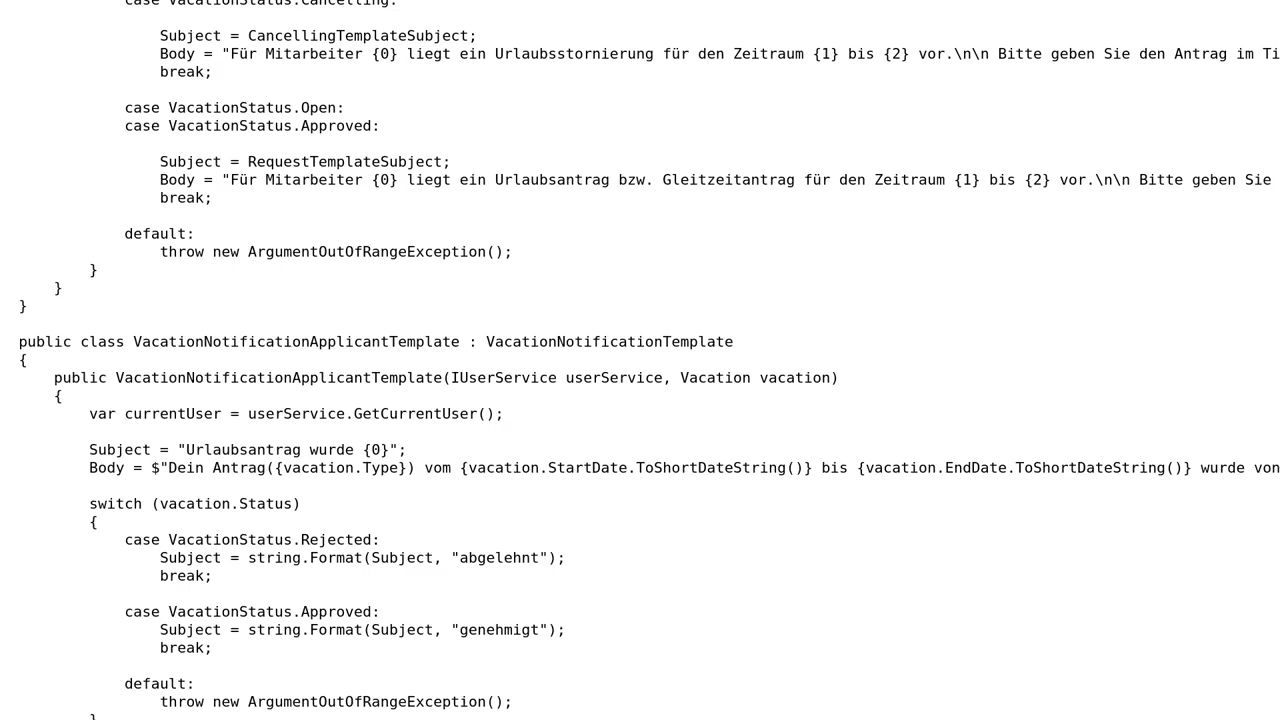 case VacationStatus.Cancelling:
Subject = CancellingTemplateSubject;
Body = "Für Mitarbeiter {0} liegt ein Urlaubsstornierung für den Zeitraum {1} bis {2} vor.\n\n Bitte geben Sie den Antrag im Ti
break;
case VacationStatus.Open:
case VacationStatus.Approved:
Subject = RequestTemplateSubject;
Body = "Für Mitarbeiter {0} liegt ein Urlaubsantrag bzw. Gleitzeitantrag für den Zeitraum {1} bis {2} vor.\n\n Bitte geben Sie
break;
default:
throw new ArgumentOutOfRangeException();
}
}
}
public class VacationNotificationApplicantTemplate : VacationNotificationTemplate
{
public VacationNotificationApplicantTemplate(IUserService userService, Vacation vacation)
{
var currentUser = userService.GetCurrentUser();
Subject = "Urlaubsantrag wurde {0}";
Body = $"Dein Antrag({vacation.Type}) vom {vacation.StartDate.ToShortDateString()} bis {vacation.EndDate.ToShortDateString()} wurde von
switch (vacation.Status)
{
case VacationStatus.Rejected:
Subject = string.Format(Subject, "abgelehnt");
break;
case VacationStatus.Approved:
Subject = string.Format(Subject, "genehmigt");
break;
default:
throw new ArgumentOutOfRangeException();
}